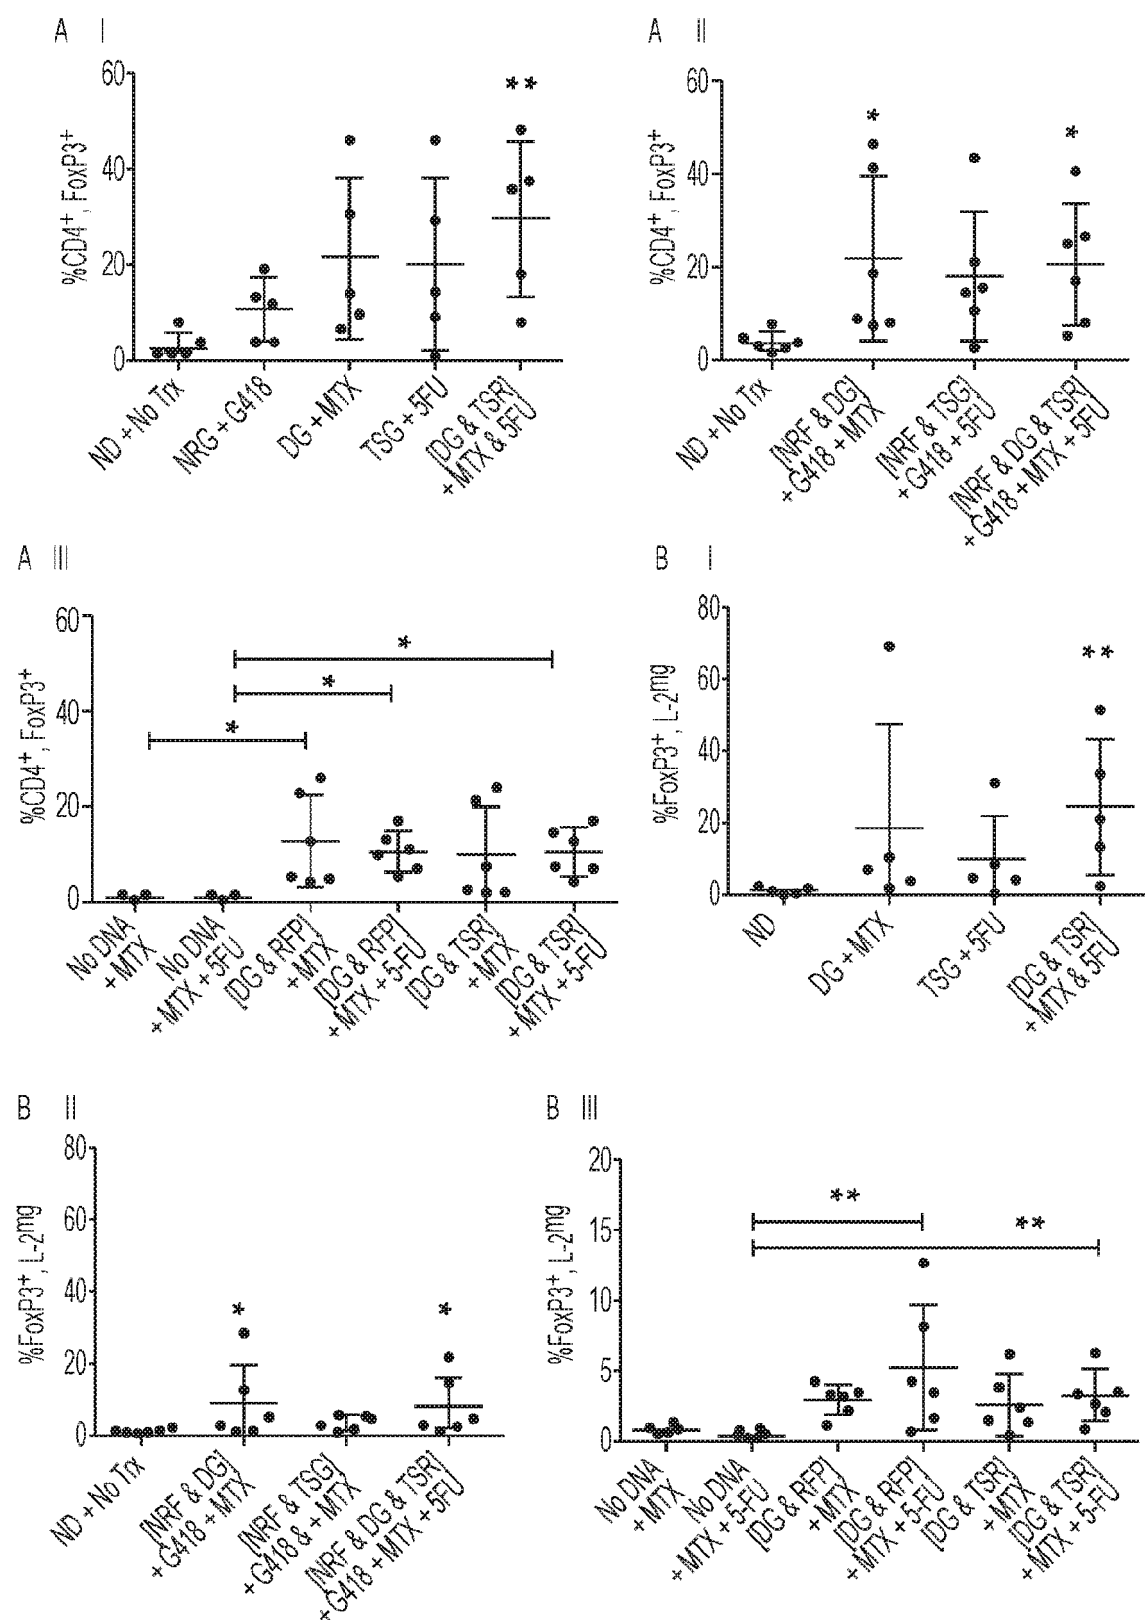 A I
A II
60
40
20
0
%CD4+, FoxP3+
**
ND + No Trx
NRG + G418
DG + MTX
TSG + 5FU
[DG & TSR]
+ MTX & 5FU
60
40
20
0
%CD4+, FoxP3+
*
*
ND + No Trx
[NRF & DG]
+ G418 + MTX
[NRF & TSG]
+ G418 + 5FU
[NRF & DG & TSR]
+ G418 + MTX + 5FU
A III
B I
60
40
20
0
%CD4+, FoxP3+
*
*
*
No DNA
+ MTX
No DNA
+ MTX + 5FU
[DG & RFP]
+ MTX
[DG & RFP]
+ MTX + 5-FU
[DG & TSR]
+ MTX
[DG & TSR]
+ MTX + 5-FU
80
60
40
20
0
%FoxP3+, L-2mg
**
ND
DG + MTX
TSG + 5FU
[DG & TSR]
+ MTX & 5FU
B II
B III
80
60
40
20
0
%FoxP3+, L-2mg
*
*
ND + No Trx
[NRF & DG]
+ G418 + MTX
[NRF & TSG]
+ G418 & + MTX
[NRF & DG & TSR]
+ G418 + MTX + 5FU
20
15
10
5
0
%FoxP3+, L-2mg
**
**
No DNA
+ MTX
No DNA
+ MTX + 5-FU
[DG & RFP]
+ MTX
[DG & RFP]
+ MTX + 5-FU
[DG & TSR]
+ MTX
[DG & TSR]
+ MTX + 5-FU